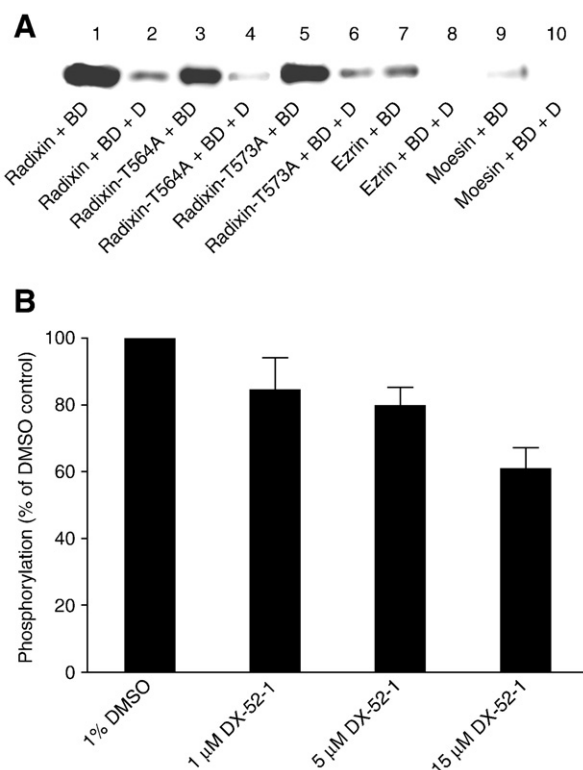 A
1 2 3 4 5 6 7 8 9 10
Radixin + BD
Radixin + BD + D
Radixin-T564A + BD
Radixin-T564A + BD + D
Radixin-T573A + BD
Radixin-T573A + BD + D
Ezrin + BD
Ezrin + BD + D
Moesin + BD
Moesin + BD + D
B
Phosphorylation (% of DMSO control)
100
80
60
40
20
0
1% DMSO
1 μM DX-52-1
5 μM DX-52-1
15 μM DX-52-1